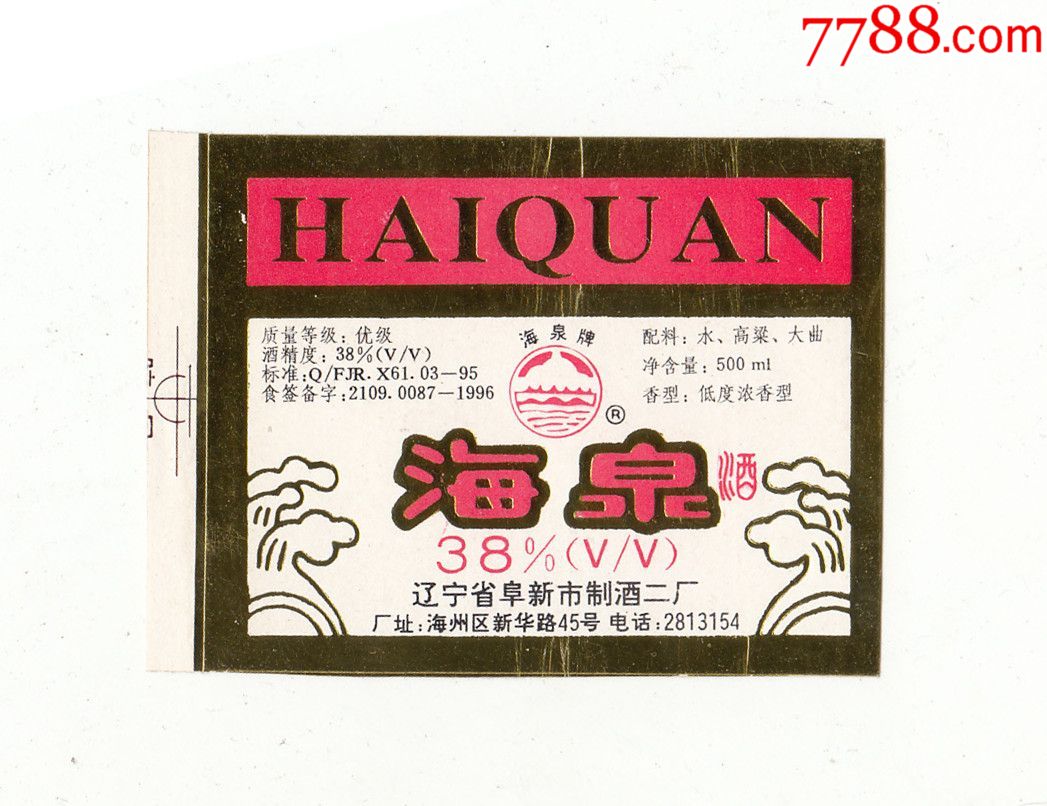 7788.com
HAIQUAN
质量等级：优级
酒精度：38%(V/V)
标准：Q/FJR.X61.03—95
食签备字：2109.0087—1996
海泉牌
®
配料：水、高粱、大曲
净含量：500 ml
香型：低度浓香型
海泉酒
38%(V/V)
辽宁省阜新市制酒二厂
厂址：海州区新华路45号 电话：2813154